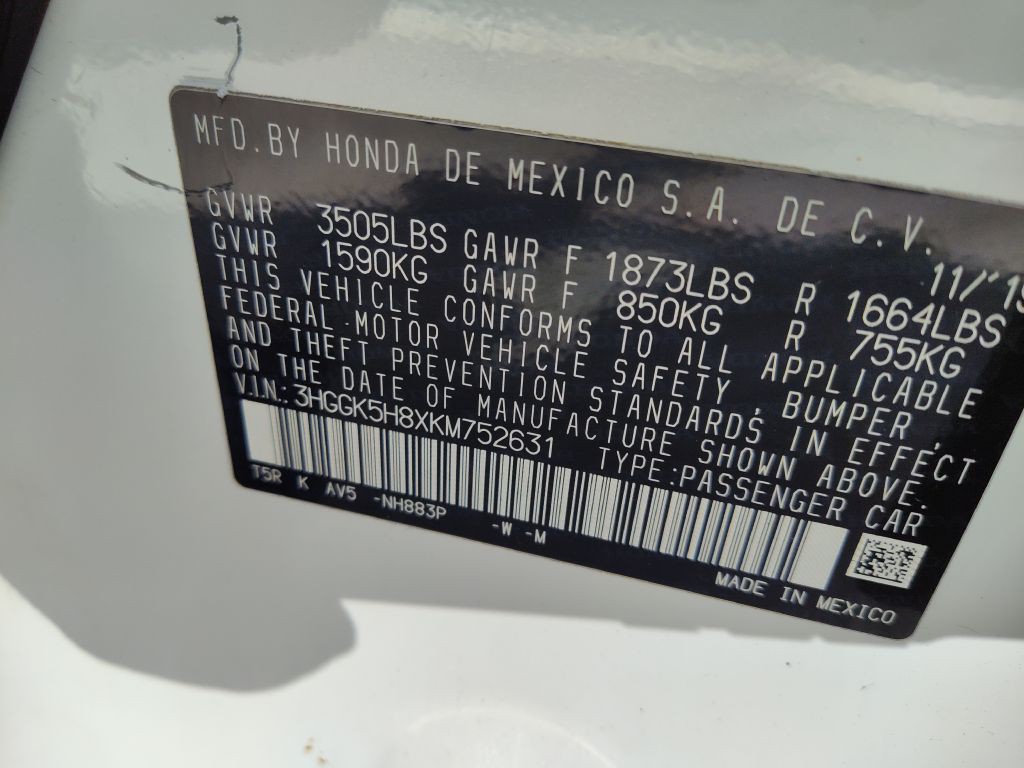 MFD.BY HONDA DE MEXICO S.A. DE C.V.
11/'19
GVWR 3505LBS GAWR F 1873LBS R 1664LBS
GVWR 1590KG GAWR F 850KG R 755KG
THIS VEHICLE CONFORMS TO ALL APPLICABLE
FEDERAL MOTOR VEHICLE SAFETY, BUMPER,
AND THEFT PREVENTION STANDARDS IN EFFECT
ON THE DATE OF MANUFACTURE SHOWN ABOVE.
V.I.N.: 3HGGK5H8XKM752631 TYPE:PASSENGER CAR
T5R K AV5 -NH883P -W -M
MADE IN MEXICO